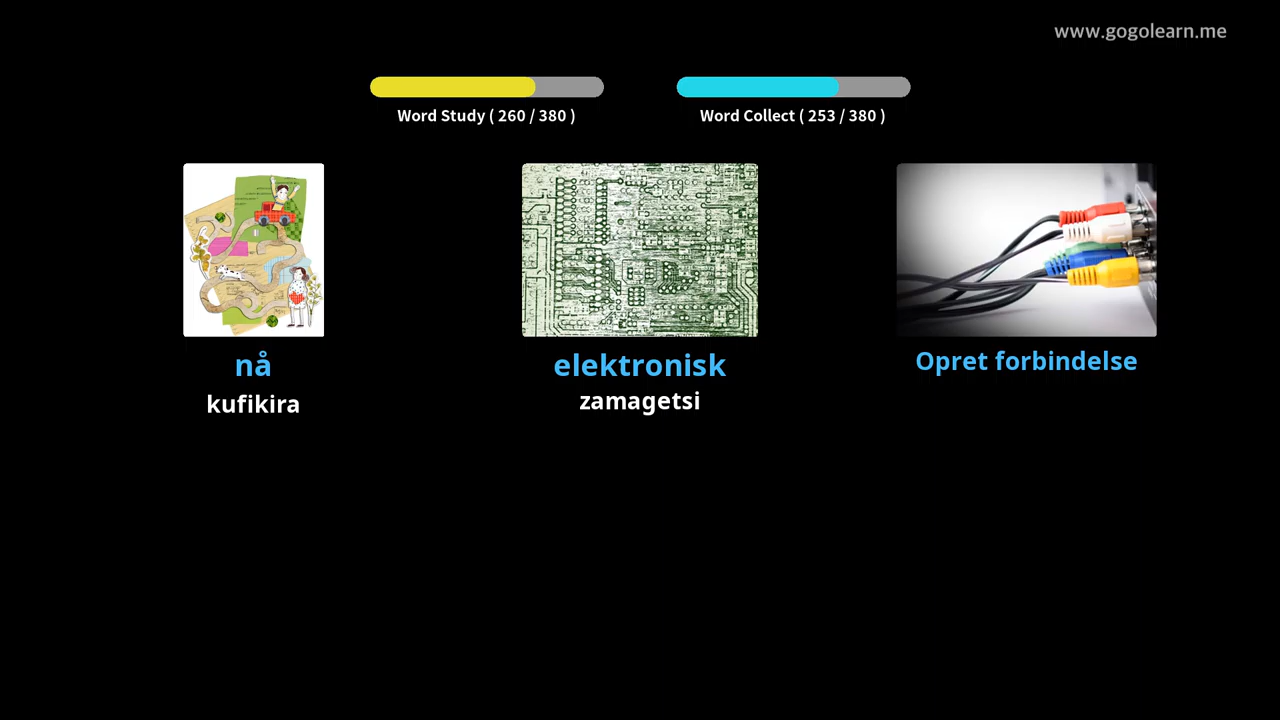 www.gogolearn.me
Word Study ( 260 / 380 )
Word Collect ( 253 / 380 )
nå
kufikira
elektronisk
zamagetsi
Opret forbindelse